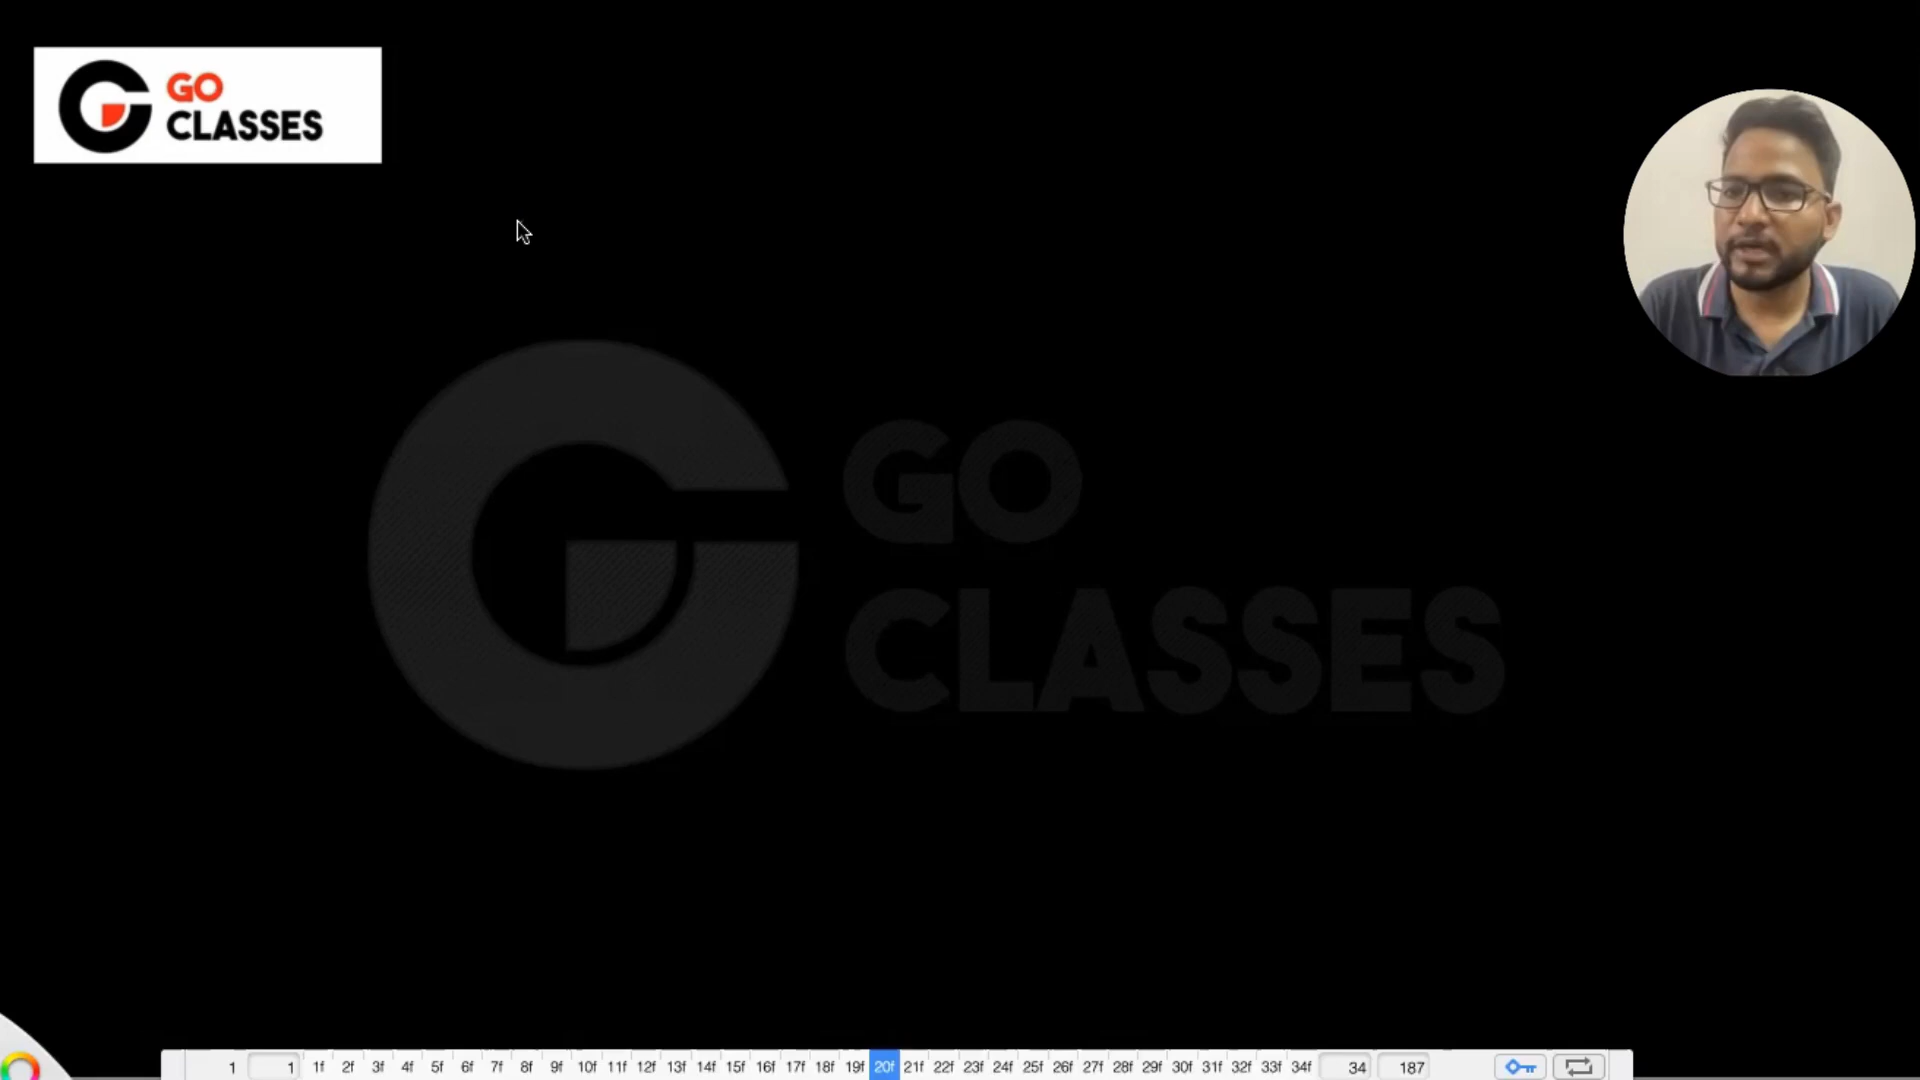 GO
CLASSES
GO
CLASSES
1 1 1f 2f 3f 4f 5f 6f 7f 8f 9f 10f 11f 12f 13f 14f 15f 16f 17f 18f 19f 20f 21f 22f 23f 24f 25f 26f 27f 28f 29f 30f 31f 32f 33f 34f 34 187